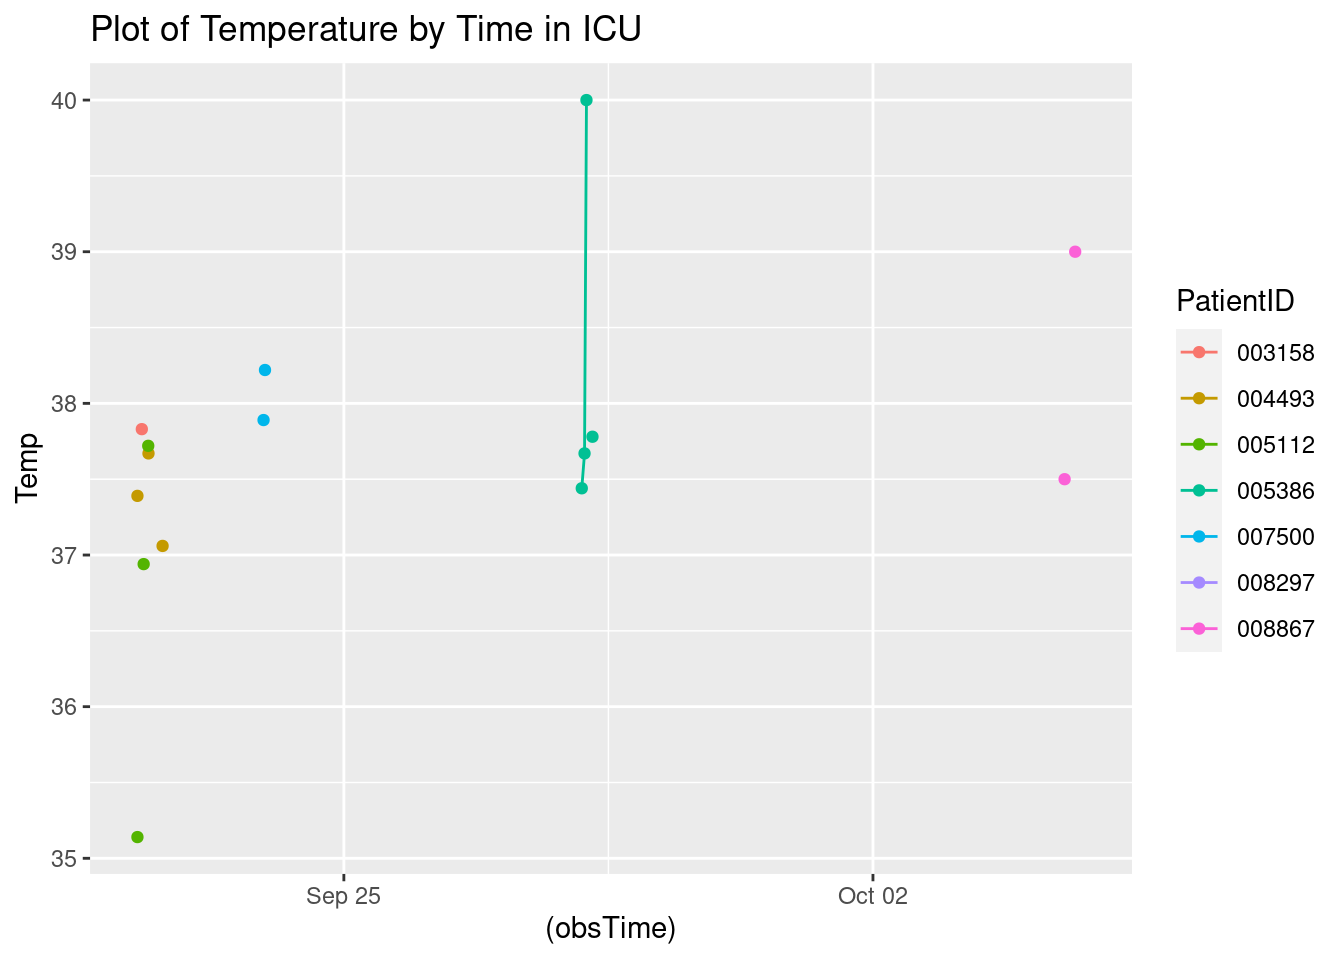 Plot of Temperature by Time in ICU
40
39
38
37
36
35
Temp
Sep 25
Oct 02
(obsTime)
PatientID
003158
004493
005112
005386
007500
008297
008867